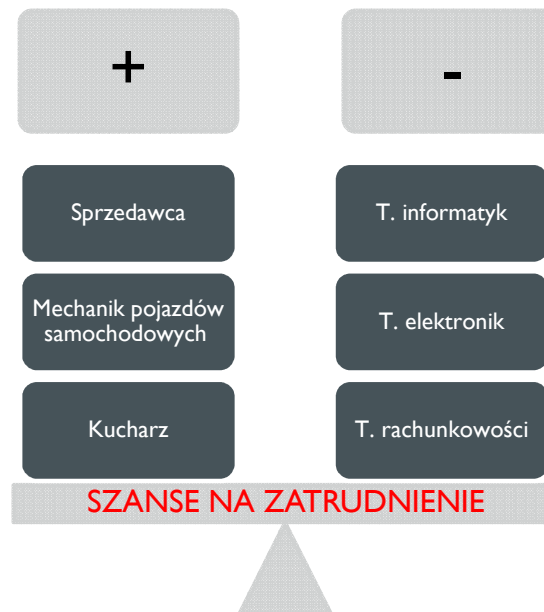 +
-
Sprzedawca
T. informatyk
Mechanik pojazdów
samochodowych
T. elektronik
Kucharz
T. rachunkowości
SZANSE NA ZATRUDNIENIE